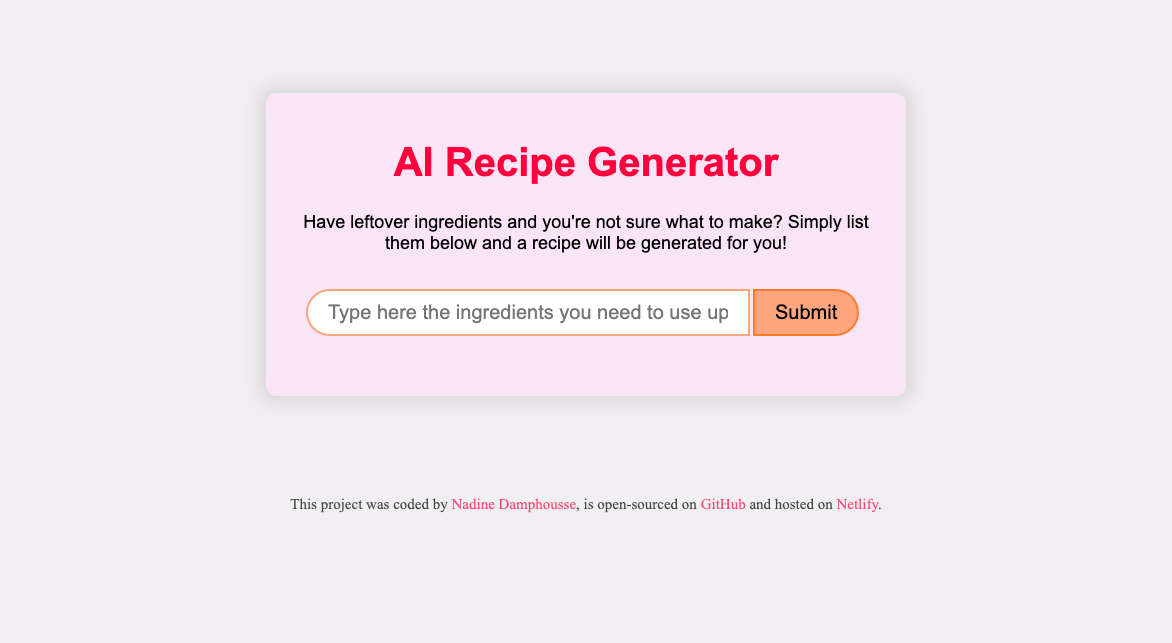 AI Recipe Generator
Have leftover ingredients and you're not sure what to make? Simply list
them below and a recipe will be generated for you!
Type here the ingredients you need to use up
Submit
This project was coded by Nadine Damphousse, is open-sourced on GitHub and hosted on Netlify.